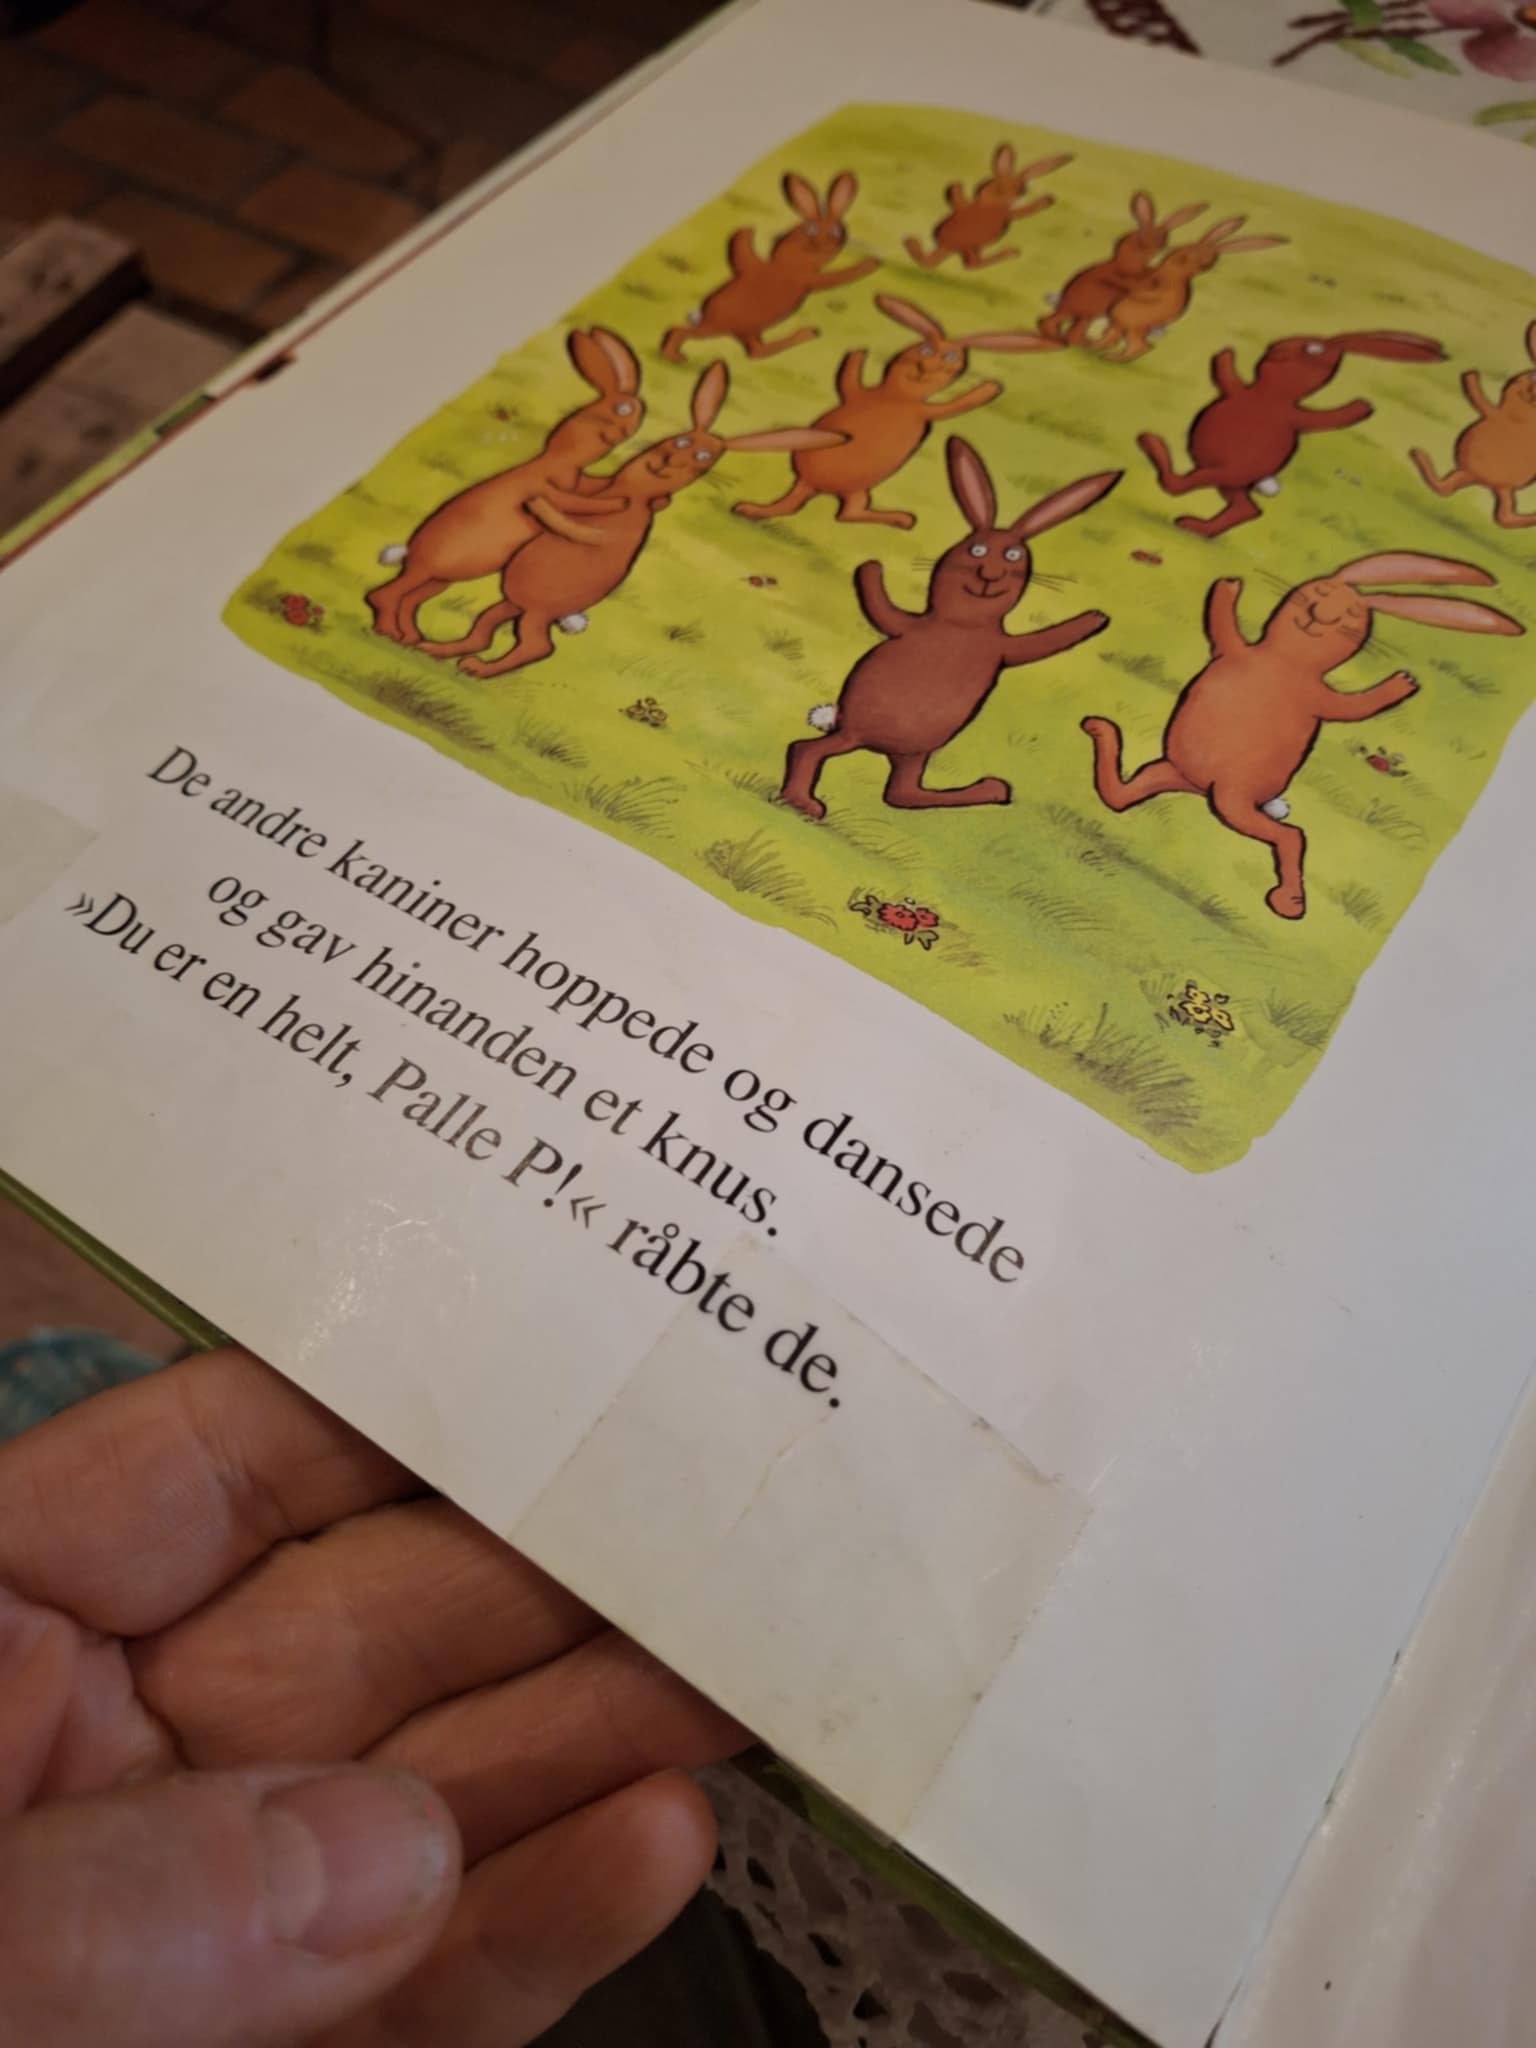 De andre kaniner hoppede og dansede
og gav hinanden et knus.
»Du er en helt, Palle P!« råbte de.